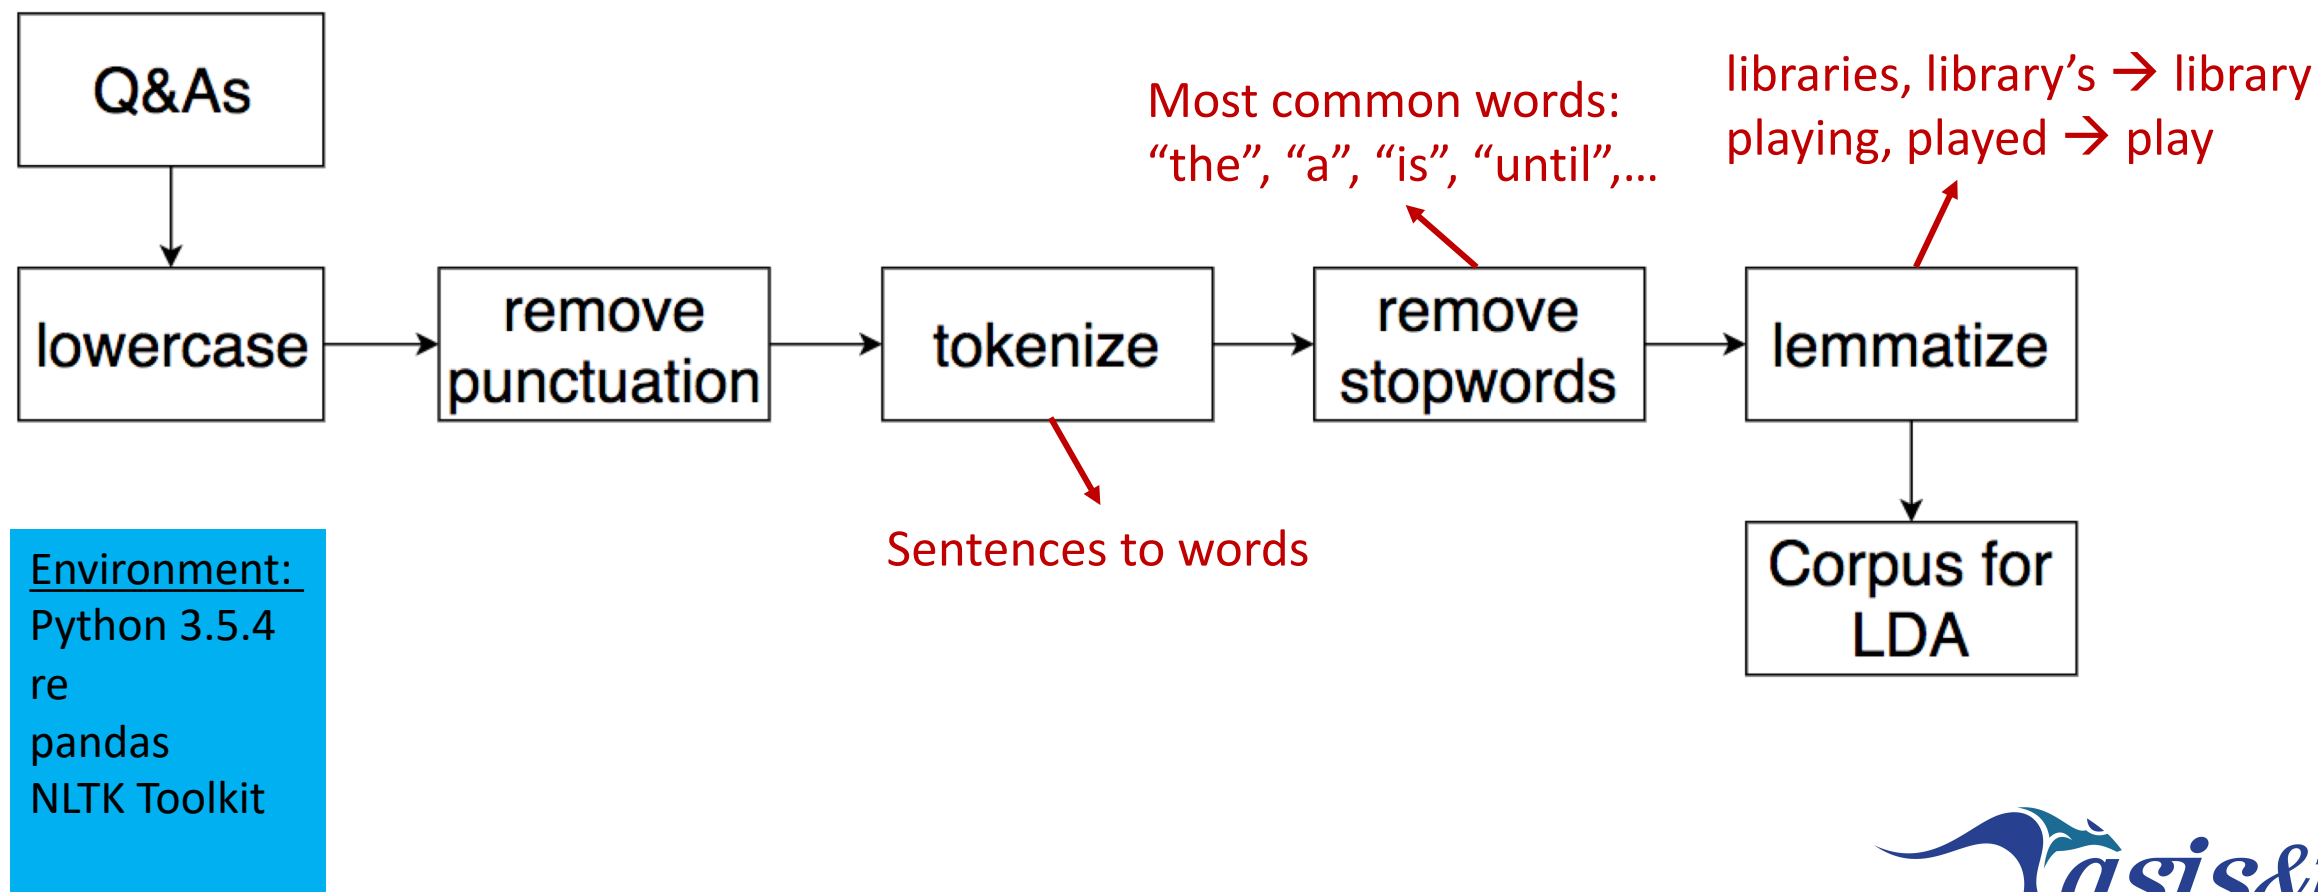 Q&As
Most common words:
“the”, “a”, “is”, “until”,...
libraries, library’s → library
playing, played → play
lowercase
remove
punctuation
tokenize
remove
stopwords
lemmatize
Sentences to words
Corpus for
LDA
Environment:
Python 3.5.4
re
pandas
NLTK Toolkit
asis&